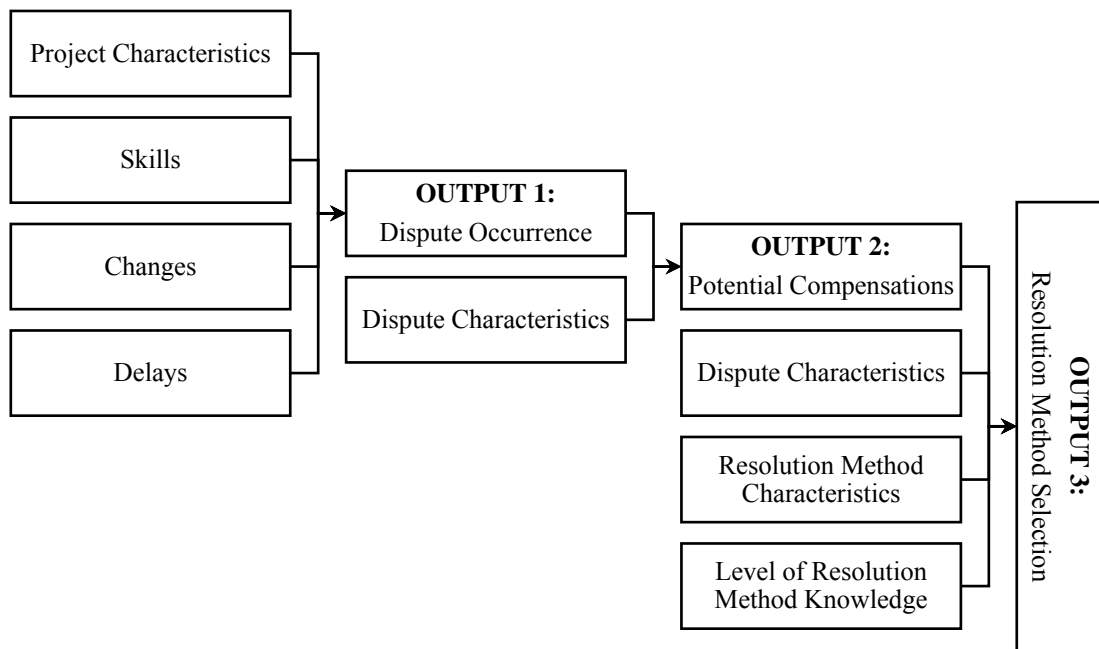 Project Characteristics
Skills
Changes
Delays
OUTPUT 1:
Dispute Occurrence
Dispute Characteristics
OUTPUT 2:
Potential Compensations
Dispute Characteristics
Resolution Method
Characteristics
Level of Resolution
Method Knowledge
OUTPUT 3:
Resolution Method Selection